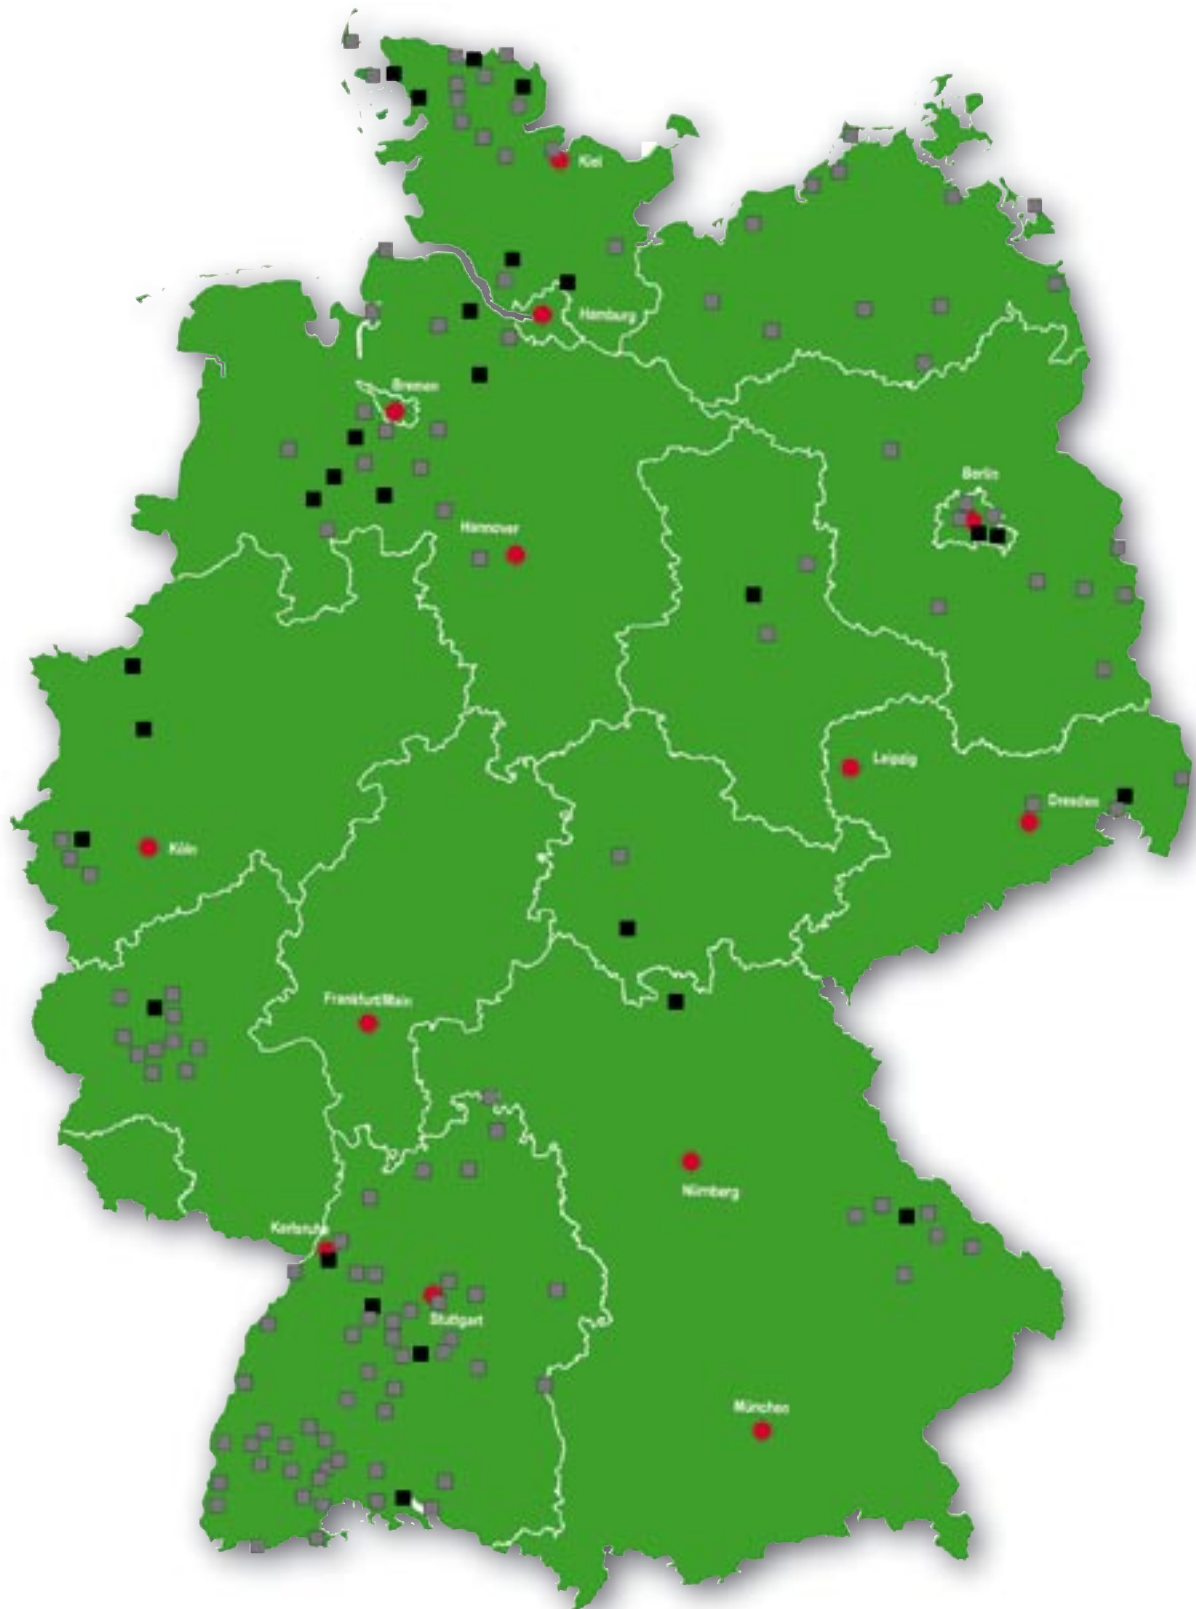 Kiel
Hamburg
Bremen
Berlin
Hannover
Leipzig
Dresden
Köln
Frankfurt/Main
Nürnberg
Karlsruhe
Stuttgart
München